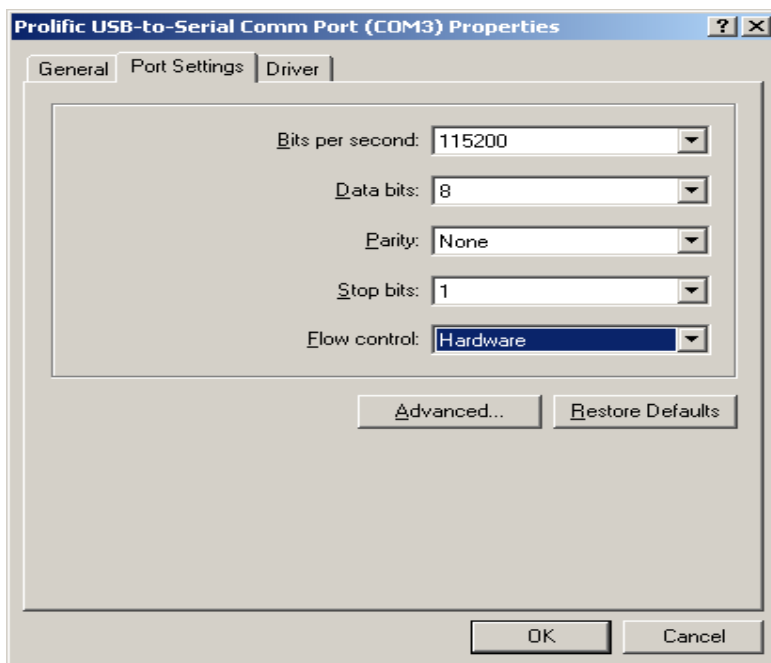 Prolific USB-to-Serial Comm Port (COM3) Properties
General Port Settings Driver
Bits per second: 115200
Data bits: 8
Parity: None
Stop bits: 1
Flow control: Hardware
Advanced... Restore Defaults
OK Cancel